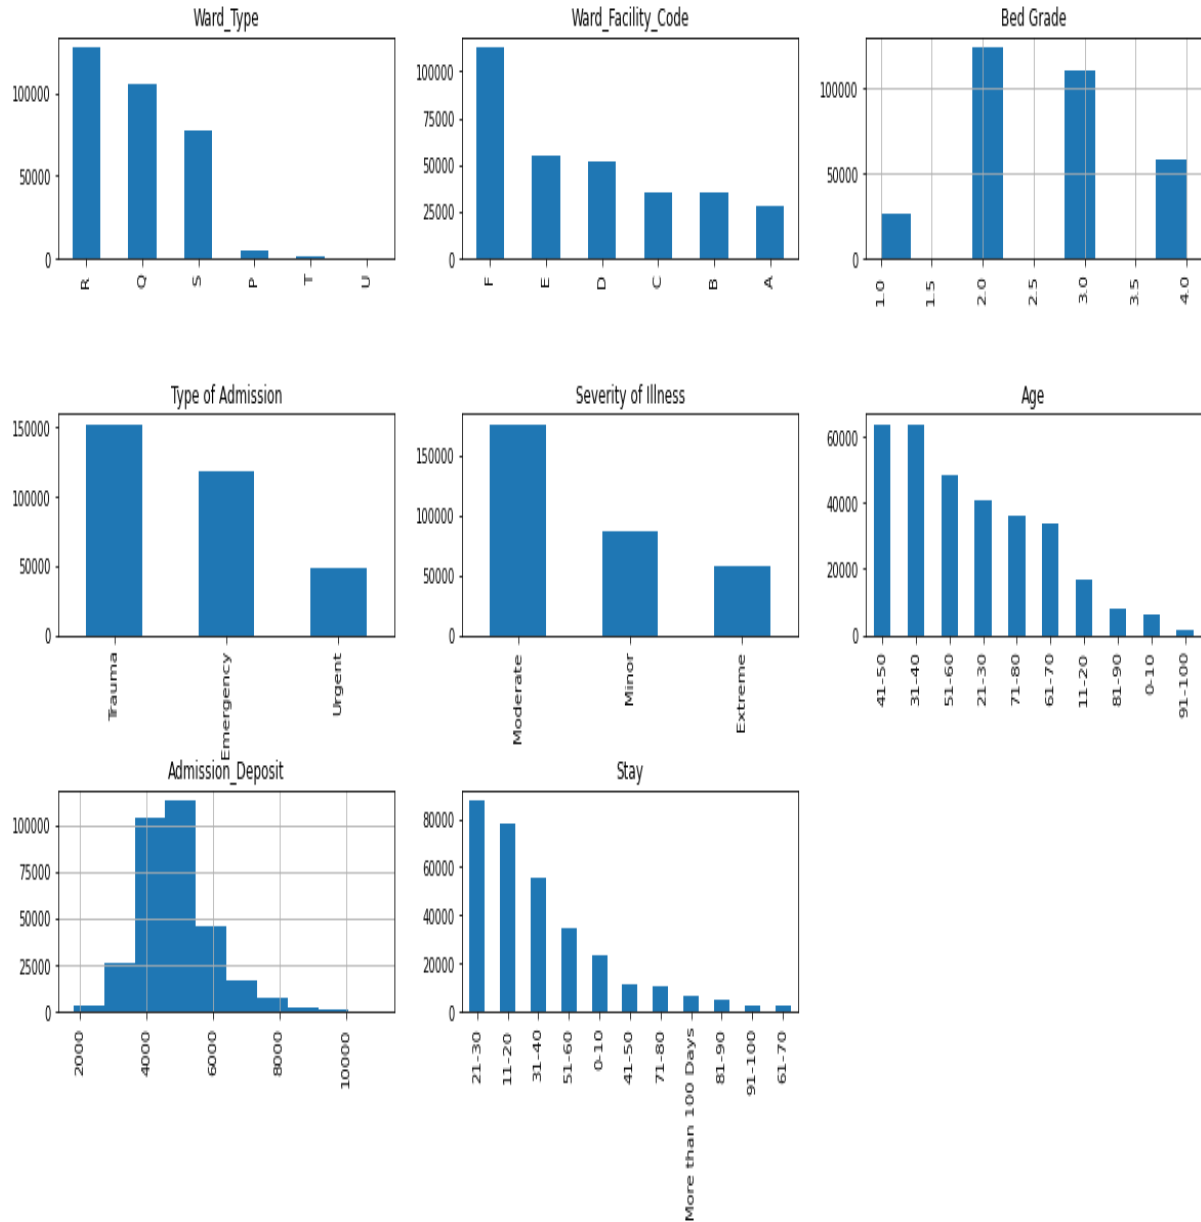 Ward_Type
100000
50000
0
R
Q
S
P
T
U
Ward_Facility_Code
100000
75000
50000
25000
0
F
E
D
C
B
A
Bed Grade
100000
50000
0
1.0
1.5
2.0
2.5
3.0
3.5
4.0
Type of Admission
150000
100000
50000
0
Trauma
Emergency
Urgent
Severity of Illness
150000
100000
50000
0
Moderate
Minor
Extreme
Age
60000
40000
20000
0
41-50
31-40
51-60
21-30
71-80
61-70
11-20
81-90
0-10
91-100
Admission_Deposit
100000
75000
50000
25000
0
2000
4000
6000
8000
10000
Stay
80000
60000
40000
20000
0
21-30
11-20
31-40
51-60
0-10
41-50
71-80
More than 100 Days
81-90
91-100
61-70